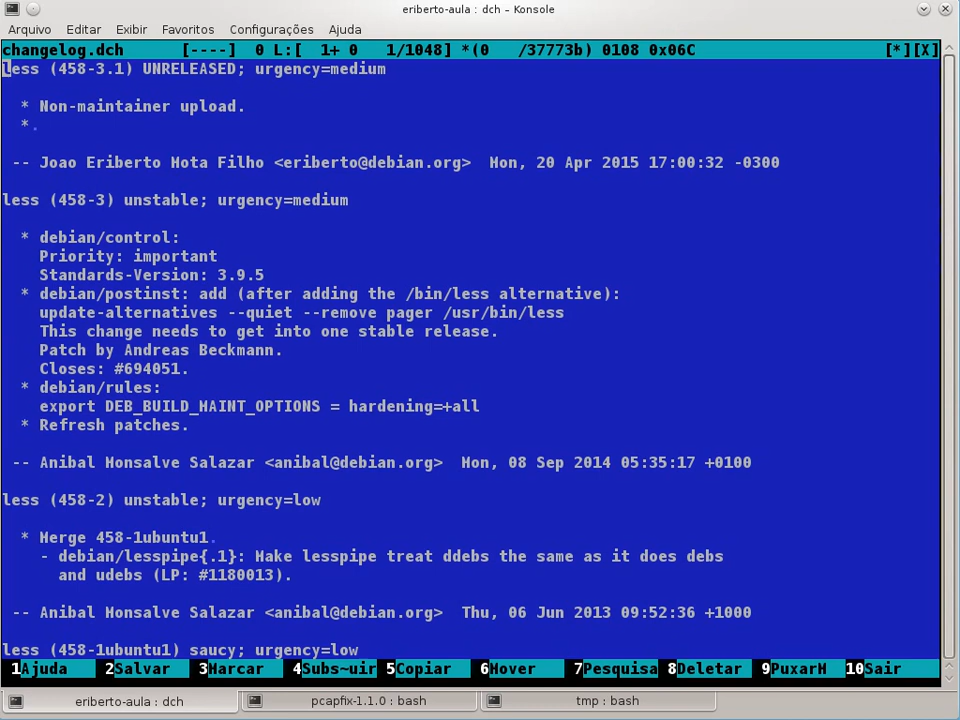 eriberto-aula : dch – Konsole
Arquivo Editar Exibir Favoritos Configurações Ajuda
changelog.dch [----] 0 L:[ 1+ 0 1/1048] *(0 /37773b) 0108 0x06C [*][X]
less (458-3.1) UNRELEASED; urgency=medium
* Non-maintainer upload.
*.
-- Joao Eriberto Mota Filho <eriberto@debian.org> Mon, 20 Apr 2015 17:00:32 -0300
less (458-3) unstable; urgency=medium
* debian/control:
Priority: important
Standards-Version: 3.9.5
* debian/postinst: add (after adding the /bin/less alternative):
update-alternatives --quiet --remove pager /usr/bin/less
This change needs to get into one stable release.
Patch by Andreas Beckmann.
Closes: #694051.
* debian/rules:
export DEB_BUILD_MAINT_OPTIONS = hardening=+all
* Refresh patches.
-- Anibal Monsalve Salazar <anibal@debian.org> Mon, 08 Sep 2014 05:35:17 +0100
less (458-2) unstable; urgency=low
* Merge 458-1ubuntu1.
- debian/lesspipe{.1}: Make lesspipe treat ddebs the same as it does debs
and udebs (LP: #1180013).
-- Anibal Monsalve Salazar <anibal@debian.org> Thu, 06 Jun 2013 09:52:36 +1000
less (458-1ubuntu1) saucy; urgency=low
1Ajuda 2Salvar 3Marcar 4Subs~uir 5Copiar 6Mover 7Pesquisa 8Deletar 9PuxarM 10Sair
eriberto-aula : dch pcapfix-1.1.0 : bash tmp : bash